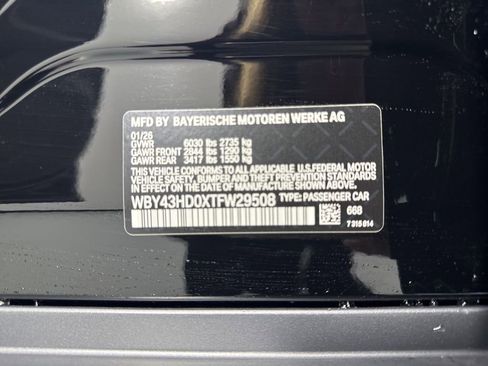 MFD BY BAYERISCHE MOTOREN WERKE AG
01/26
GVWR 6030 lbs 2735 kg
GAWR FRONT 2844 lbs 1290 kg
GAWR REAR 3417 lbs 1550 kg
THIS VEHICLE CONFORMS TO ALL APPLICABLE U.S. FEDERAL MOTOR
VEHICLE SAFETY, BUMPER, AND THEFT PREVENTION STANDARDS
IN EFFECT ON THE DATE OF MANUFACTURE SHOWN ABOVE.
WBY43HD0XTFW29508 TYPE: PASSENGER CAR
668
7 315 014